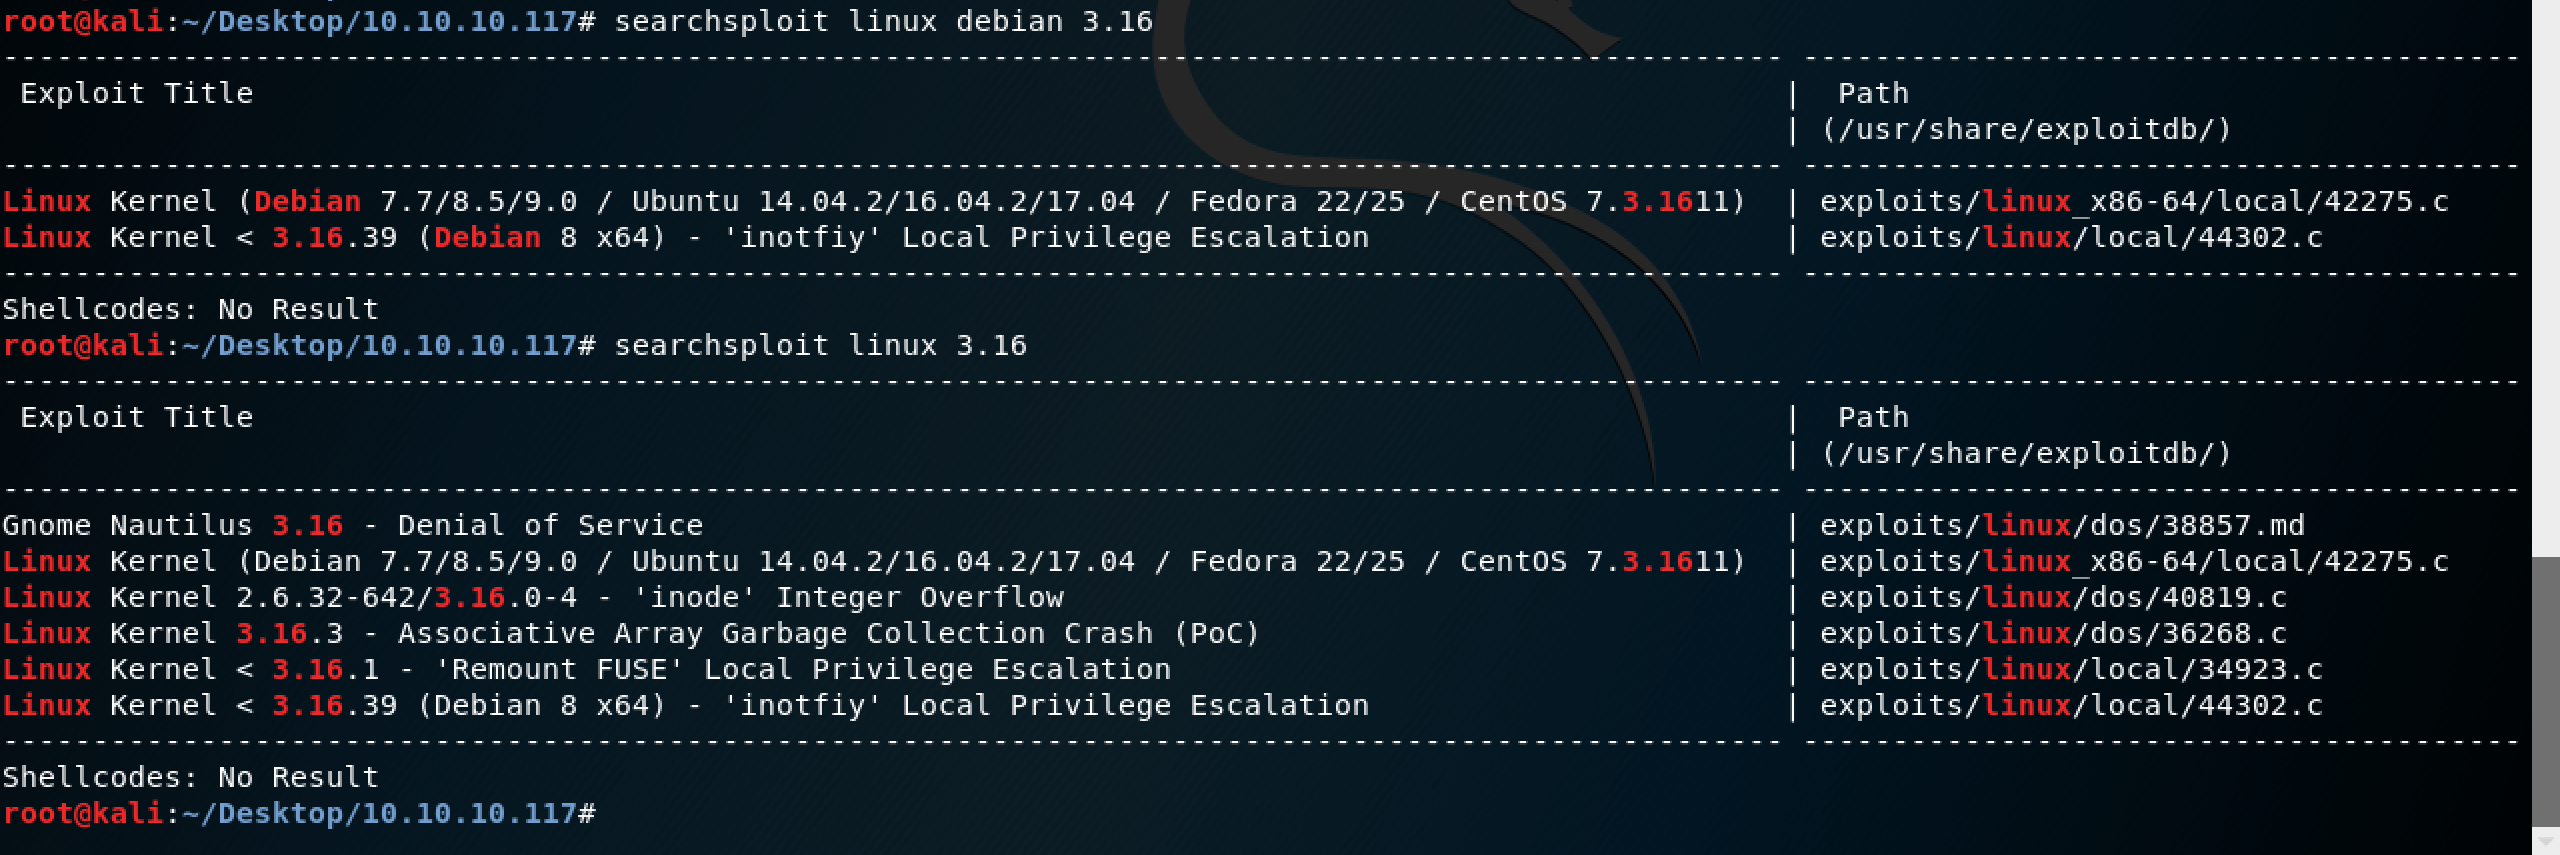 root@kali:~/Desktop/10.10.10.117# searchsploit linux debian 3.16
--------------------------------------------------------------------------------------------------- ----------------------------------------
 Exploit Title                                                                                     |  Path
                                                                                                   | (/usr/share/exploitdb/)
--------------------------------------------------------------------------------------------------- ----------------------------------------
Linux Kernel (Debian 7.7/8.5/9.0 / Ubuntu 14.04.2/16.04.2/17.04 / Fedora 22/25 / CentOS 7.3.1611)  | exploits/linux_x86-64/local/42275.c
Linux Kernel < 3.16.39 (Debian 8 x64) - 'inotfiy' Local Privilege Escalation                       | exploits/linux/local/44302.c
--------------------------------------------------------------------------------------------------- ----------------------------------------
Shellcodes: No Result
root@kali:~/Desktop/10.10.10.117# searchsploit linux 3.16
--------------------------------------------------------------------------------------------------- ----------------------------------------
 Exploit Title                                                                                     |  Path
                                                                                                   | (/usr/share/exploitdb/)
--------------------------------------------------------------------------------------------------- ----------------------------------------
Gnome Nautilus 3.16 - Denial of Service                                                            | exploits/linux/dos/38857.md
Linux Kernel (Debian 7.7/8.5/9.0 / Ubuntu 14.04.2/16.04.2/17.04 / Fedora 22/25 / CentOS 7.3.1611)  | exploits/linux_x86-64/local/42275.c
Linux Kernel 2.6.32-642/3.16.0-4 - 'inode' Integer Overflow                                        | exploits/linux/dos/40819.c
Linux Kernel 3.16.3 - Associative Array Garbage Collection Crash (PoC)                             | exploits/linux/dos/36268.c
Linux Kernel < 3.16.1 - 'Remount FUSE' Local Privilege Escalation                                  | exploits/linux/local/34923.c
Linux Kernel < 3.16.39 (Debian 8 x64) - 'inotfiy' Local Privilege Escalation                       | exploits/linux/local/44302.c
--------------------------------------------------------------------------------------------------- ----------------------------------------
Shellcodes: No Result
root@kali:~/Desktop/10.10.10.117#